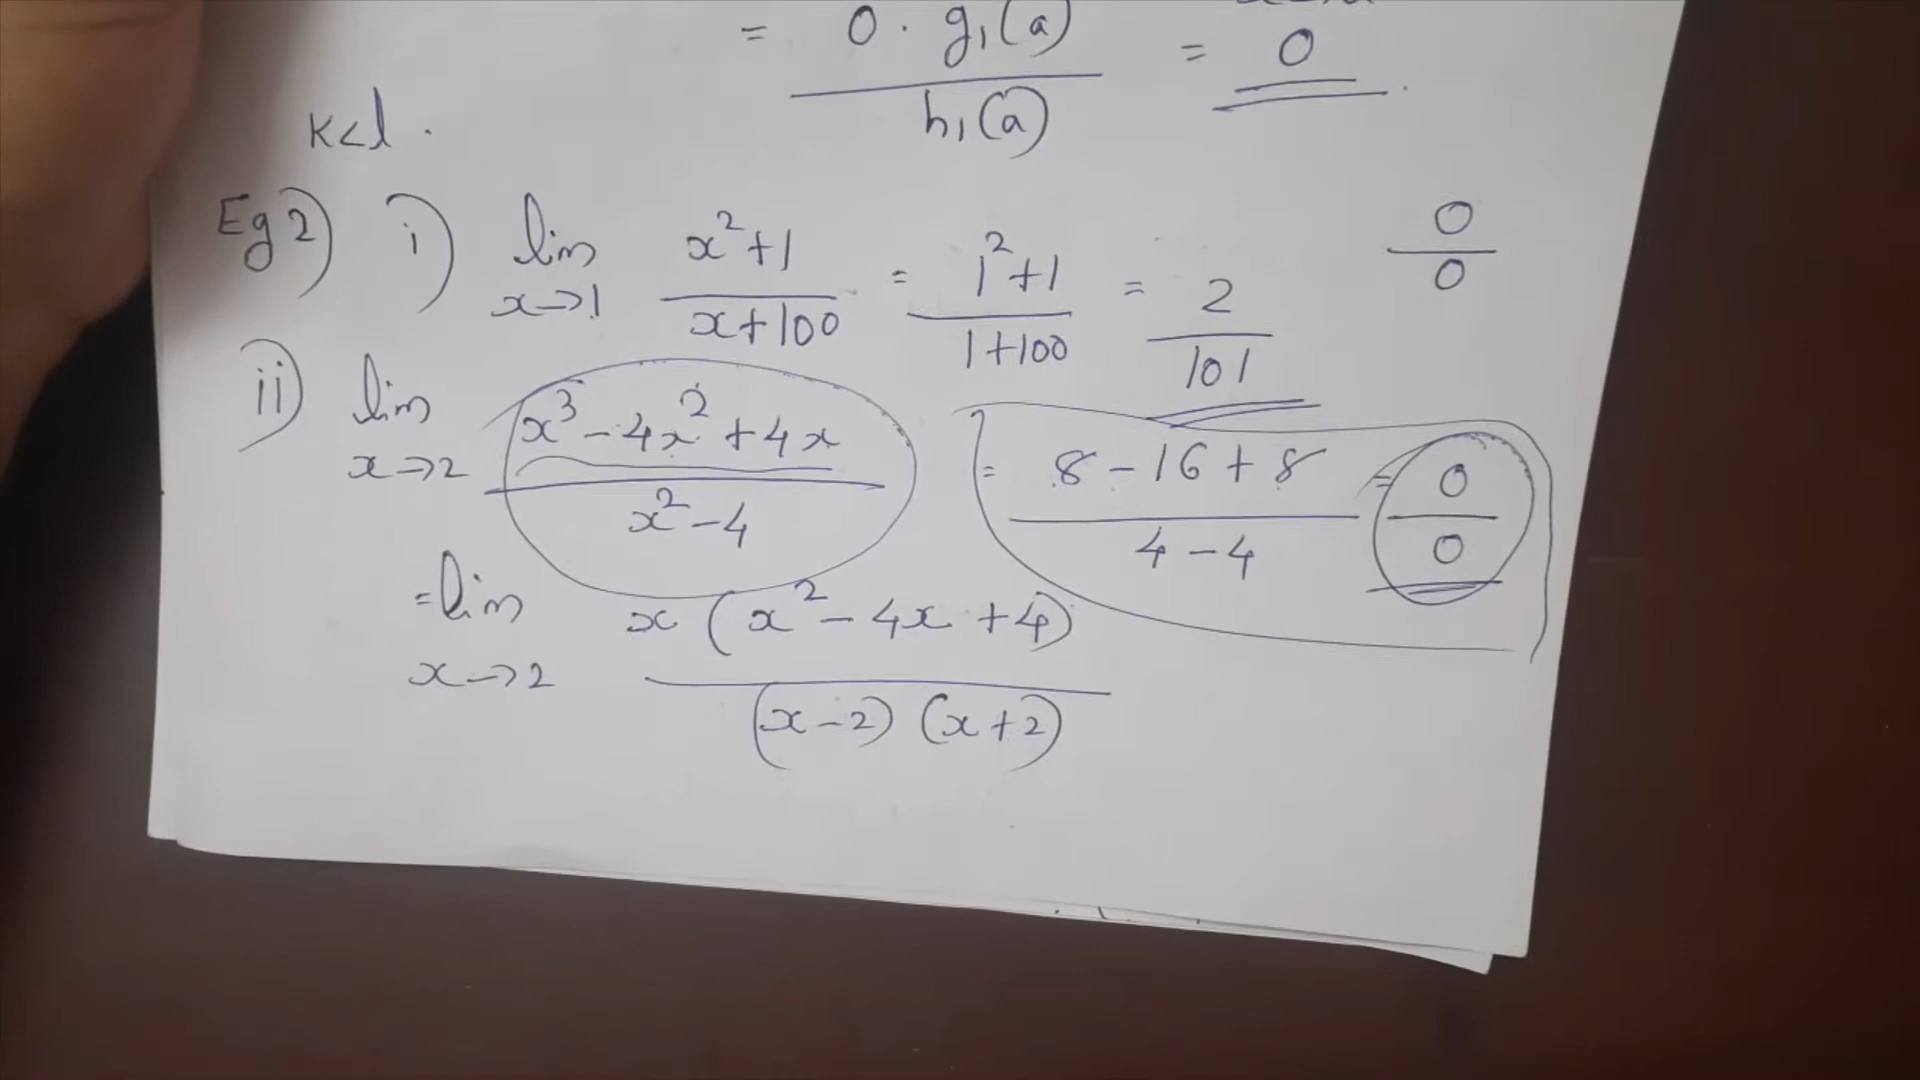 = 0 . g₁(a) / h₁(a) = 0
K<l .
Eg 2) i) lim x→1 x²+1 / x+100 = 1²+1 / 1+100 = 2 / 101
0 / 0
ii) lim x→2 x³ - 4x² + 4x / x² - 4 = 8 - 16 + 8 / 4 - 4 = 0 / 0
= lim x→2 x (x² - 4x + 4) / (x-2) (x+2)